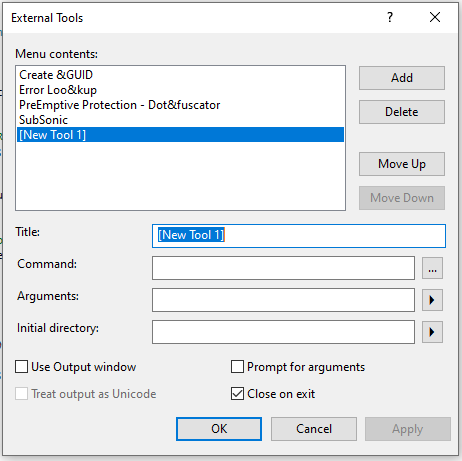 External Tools
?
Menu contents:
Create &GUID
Error Loo&kup
PreEmptive Protection - Dot&fuscator
SubSonic
[New Tool 1]
Add
Delete
Move Up
Move Down
Title:
[New Tool 1]
Command:
...
Arguments:
Initial directory:
Use Output window
Prompt for arguments
Treat output as Unicode
Close on exit
OK
Cancel
Apply